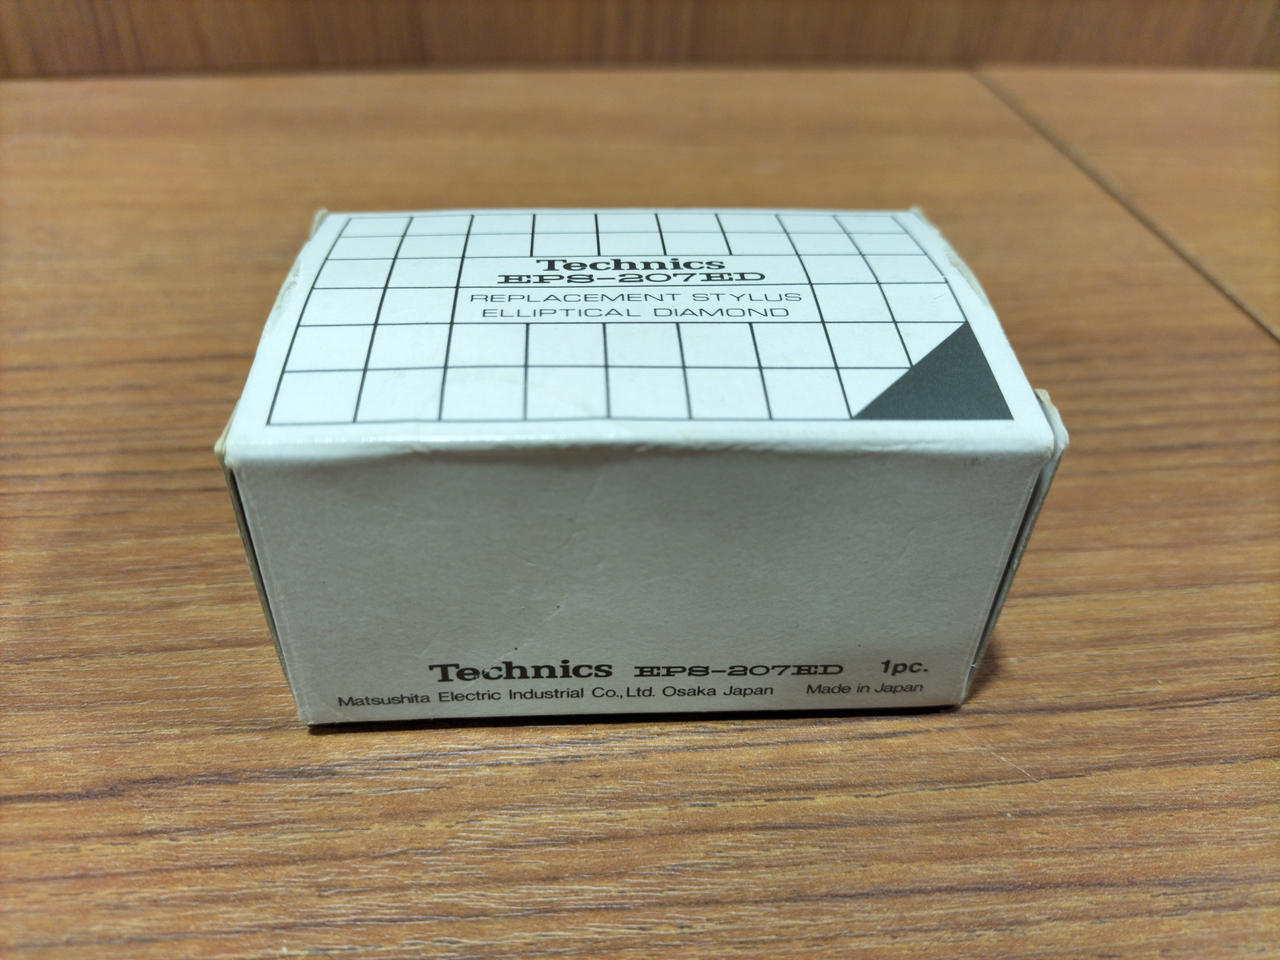 Technics
EPS-207ED
REPLACEMENT STYLUS
ELLIPTICAL DIAMOND
Technics EPS-207ED 1pc.
Matsushita Electric Industrial Co., Ltd. Osaka Japan Made in Japan